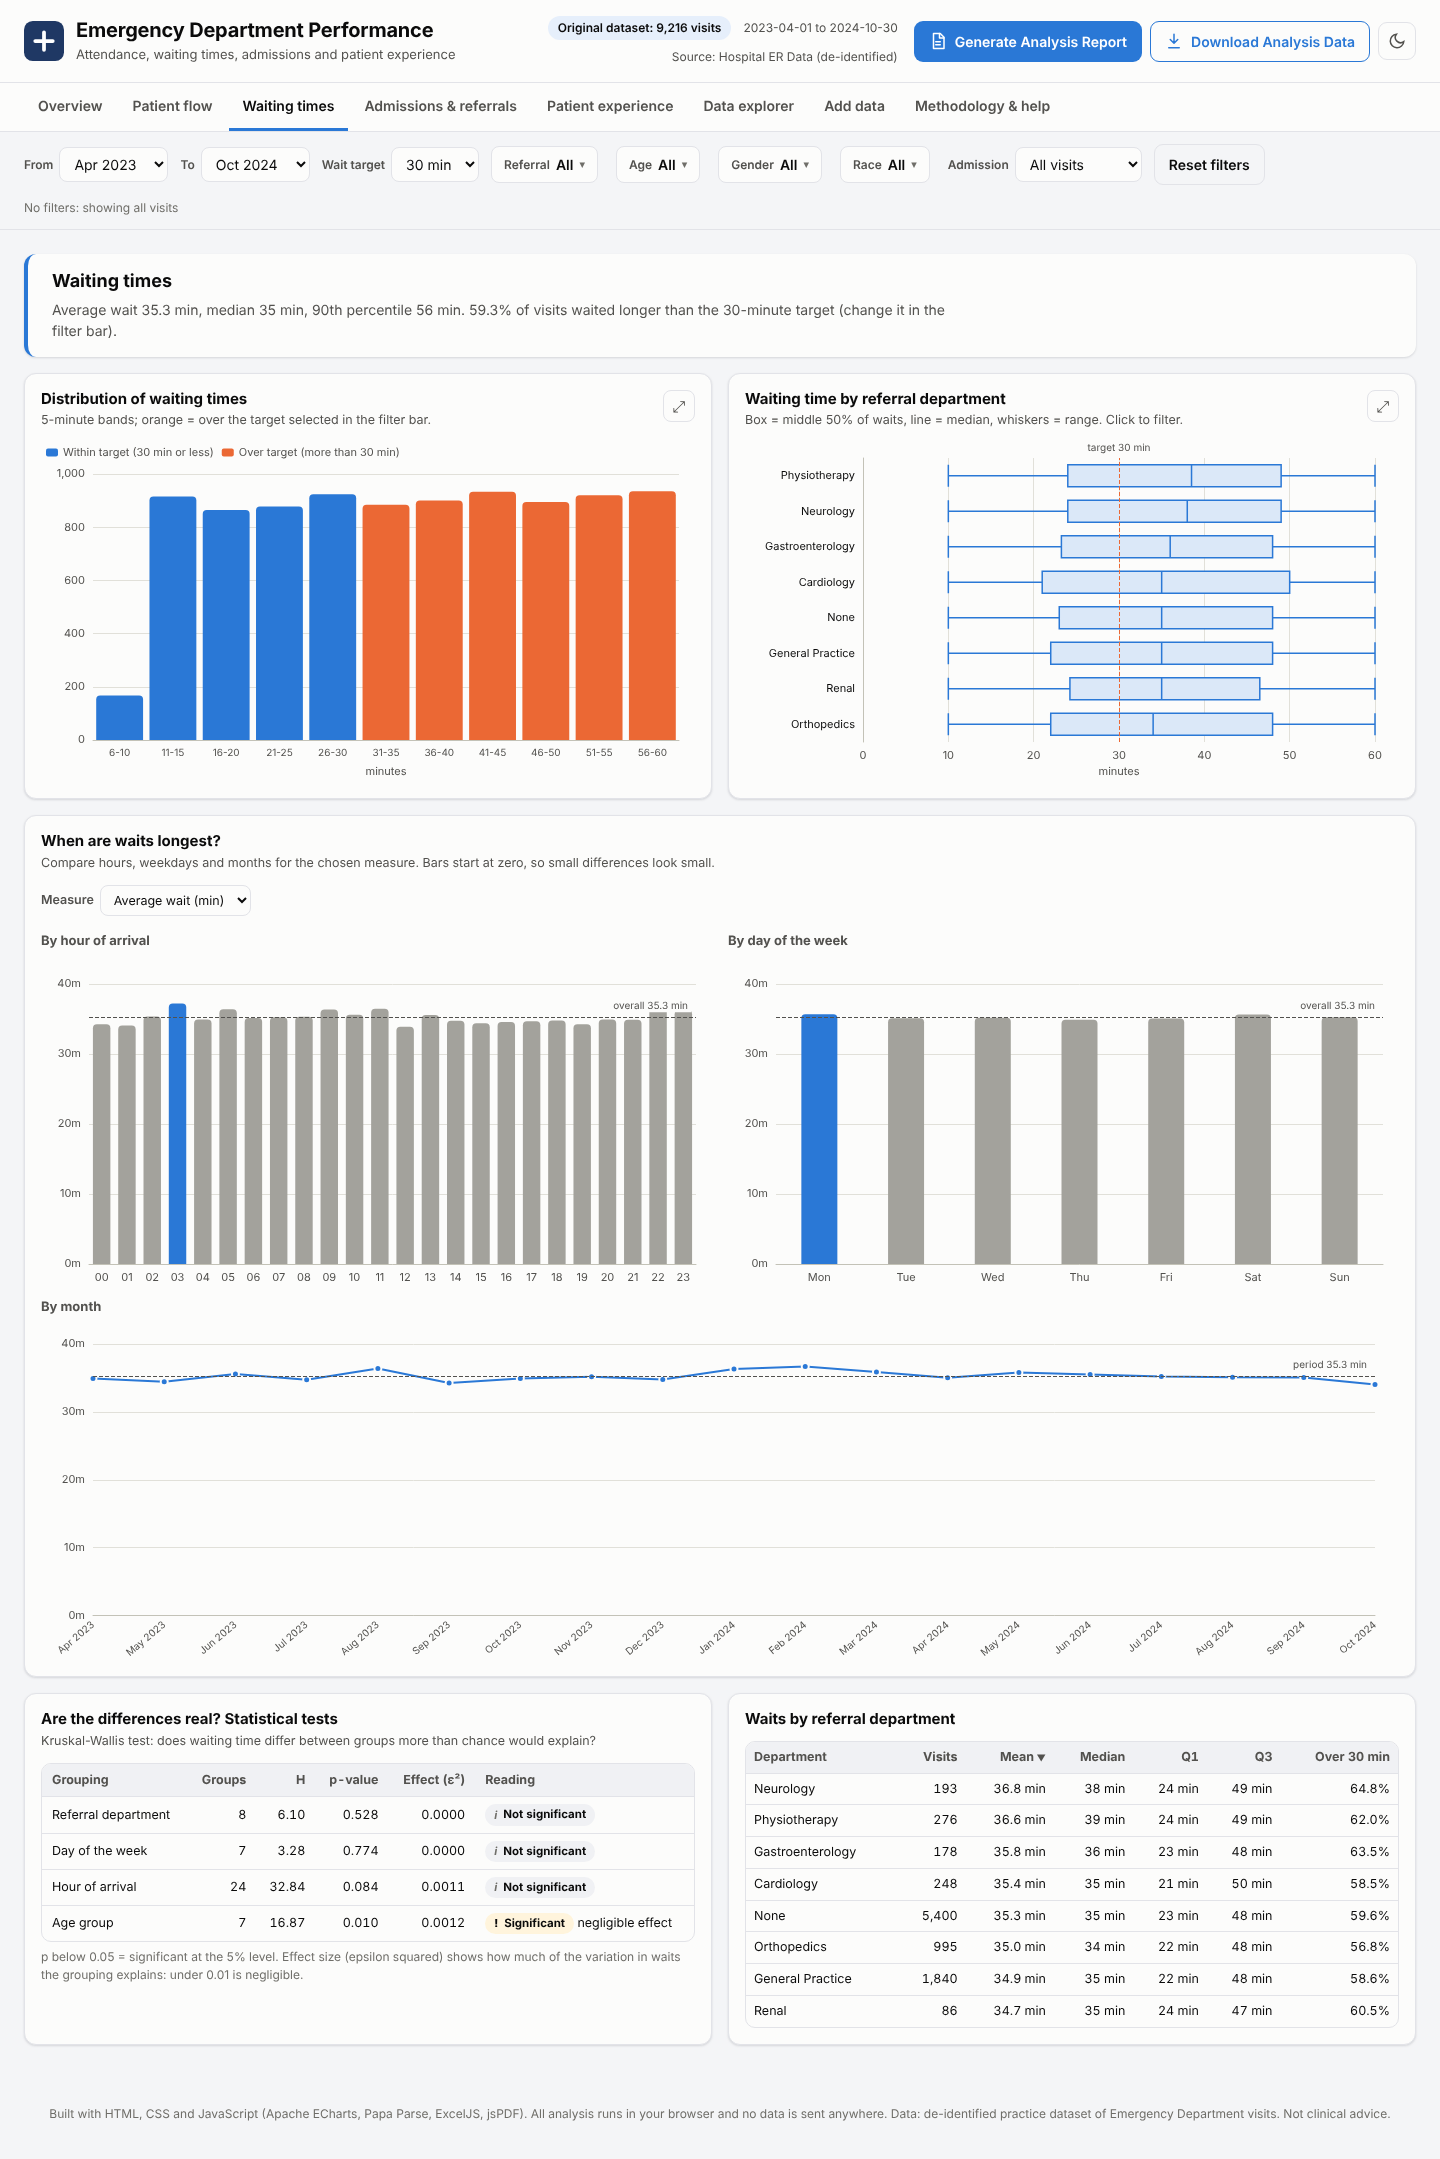 Emergency Department Performance
Attendance, waiting times, admissions and patient experience
Original dataset: 9,216 visits
2023-04-01 to 2024-10-30
Source: Hospital ER Data (de-identified)
Generate Analysis Report
Download Analysis Data
Overview
Patient flow
Waiting times
Admissions & referrals
Patient experience
Data explorer
Add data
Methodology & help
From Apr 2023 To Oct 2024 Wait target 30 min Referral All Age All Gender All Race All Admission All visits Reset filters
No filters: showing all visits
Waiting times
Average wait 35.3 min, median 35 min, 90th percentile 56 min. 59.3% of visits waited longer than the 30-minute target (change it in the
filter bar).
Distribution of waiting times
5-minute bands; orange = over the target selected in the filter bar.
Within target (30 min or less) Over target (more than 30 min)
1,000
800
600
400
200
0
6-10 11-15 16-20 21-25 26-30 31-35 36-40 41-45 46-50 51-55 56-60
minutes
Waiting time by referral department
Box = middle 50% of waits, line = median, whiskers = range. Click to filter.
target 30 min
Physiotherapy
Neurology
Gastroenterology
Cardiology
None
General Practice
Renal
Orthopedics
0 10 20 30 40 50 60
minutes
When are waits longest?
Compare hours, weekdays and months for the chosen measure. Bars start at zero, so small differences look small.
Measure Average wait (min)
By hour of arrival
40m
overall 35.3 min
30m
20m
10m
0m
00 01 02 03 04 05 06 07 08 09 10 11 12 13 14 15 16 17 18 19 20 21 22 23
By day of the week
40m
overall 35.3 min
30m
20m
10m
0m
Mon Tue Wed Thu Fri Sat Sun
By month
40m
period 35.3 min
30m
20m
10m
0m
Apr 2023 May 2023 Jun 2023 Jul 2023 Aug 2023 Sep 2023 Oct 2023 Nov 2023 Dec 2023 Jan 2024 Feb 2024 Mar 2024 Apr 2024 May 2024 Jun 2024 Jul 2024 Aug 2024 Sep 2024 Oct 2024
Are the differences real? Statistical tests
Kruskal-Wallis test: does waiting time differ between groups more than chance would explain?
Grouping Groups H p-value Effect (ε²) Reading
Referral department 8 6.10 0.528 0.0000 i Not significant
Day of the week 7 3.28 0.774 0.0000 i Not significant
Hour of arrival 24 32.84 0.084 0.0011 i Not significant
Age group 7 16.87 0.010 0.0012 ! Significant negligible effect
p below 0.05 = significant at the 5% level. Effect size (epsilon squared) shows how much of the variation in waits
the grouping explains: under 0.01 is negligible.
Waits by referral department
Department Visits Mean ▼ Median Q1 Q3 Over 30 min
Neurology 193 36.8 min 38 min 24 min 49 min 64.8%
Physiotherapy 276 36.6 min 39 min 24 min 49 min 62.0%
Gastroenterology 178 35.8 min 36 min 23 min 48 min 63.5%
Cardiology 248 35.4 min 35 min 21 min 50 min 58.5%
None 5,400 35.3 min 35 min 23 min 48 min 59.6%
Orthopedics 995 35.0 min 34 min 22 min 48 min 56.8%
General Practice 1,840 34.9 min 35 min 22 min 48 min 58.6%
Renal 86 34.7 min 35 min 24 min 47 min 60.5%
Built with HTML, CSS and JavaScript (Apache ECharts, Papa Parse, ExcelJS, jsPDF). All analysis runs in your browser and no data is sent anywhere. Data: de-identified practice dataset of Emergency Department visits. Not clinical advice.